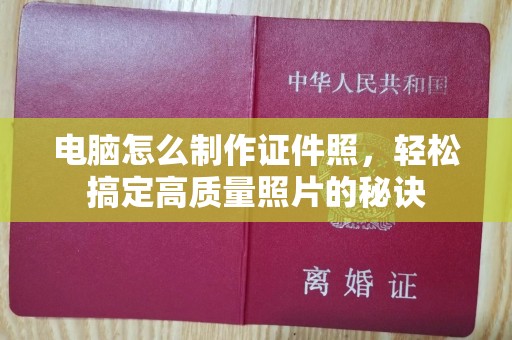 中华人民共和国
电脑怎么制作证件照，轻松
搞定高质量照片的秘诀
离婚证